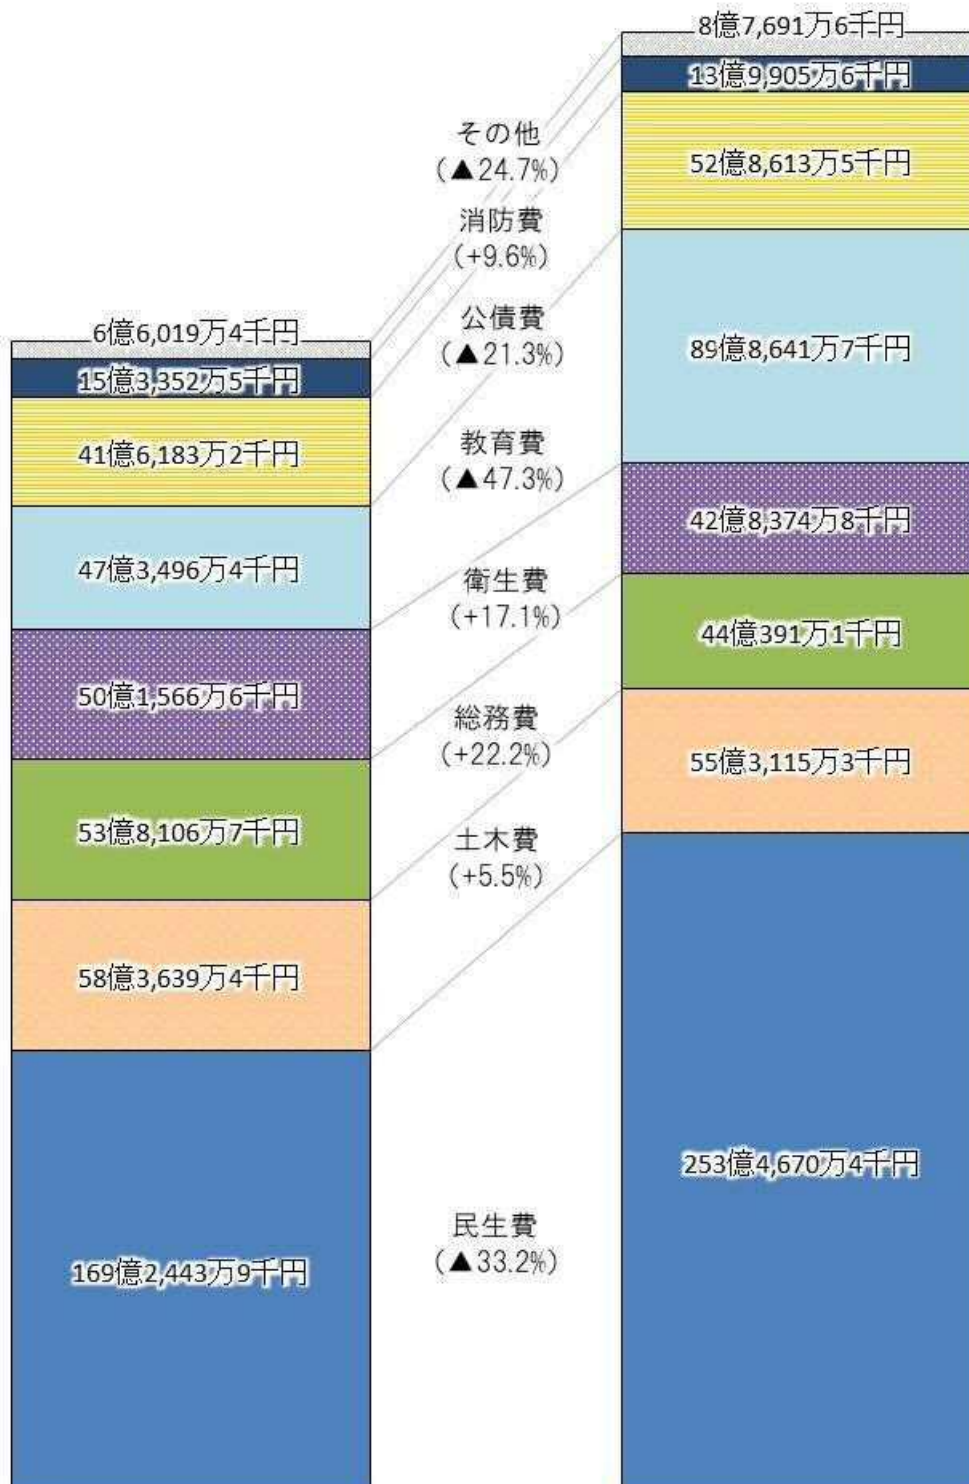 8億7,691万6千円
13億9,905万6千円
その他
(▲24.7%)
52億8,613万5千円
消防費
(+9.6%)
6億6,019万4千円
公債費
(▲21.3%)
89億8,641万7千円
15億3,352万5千円
41億6,183万2千円
教育費
(▲47.3%)
42億8,374万8千円
47億3,496万4千円
衛生費
(+17.1%)
44億391万1千円
50億1,566万6千円
総務費
(+22.2%)
55億3,115万3千円
53億8,106万7千円
土木費
(+5.5%)
58億3,639万4千円
253億4,670万4千円
民生費
(▲33.2%)
169億2,443万9千円